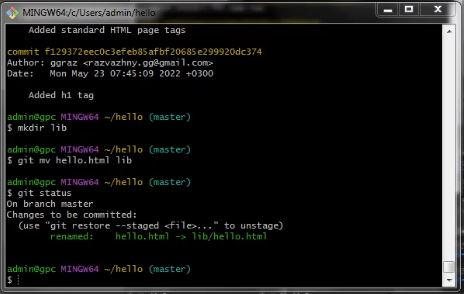 MINGW64:/c/Users/admin/hello
Added standard HTML page tags
commit f129372eec0c3efeb85afbf20685e299920dc374
Author: ggraz <razvazhny.gg@gmail.com>
Date:   Mon May 23 07:45:09 2022 +0300
Added h1 tag
admin@gpc MINGW64 ~/hello (master)
$ mkdir lib
admin@gpc MINGW64 ~/hello (master)
$ git mv hello.html lib
admin@gpc MINGW64 ~/hello (master)
$ git status
On branch master
Changes to be committed:
(use "git restore --staged <file>..." to unstage)
renamed:    hello.html -> lib/hello.html
admin@gpc MINGW64 ~/hello (master)
$